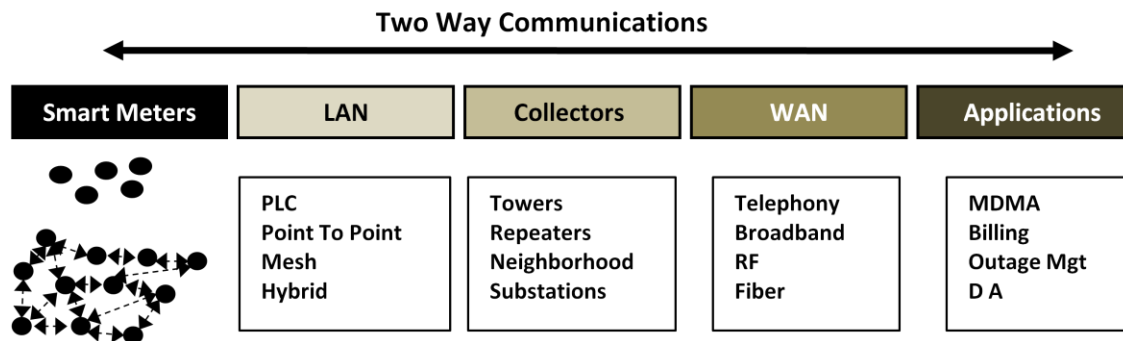 Two Way Communications
Smart Meters
LAN
Collectors
WAN
Applications
PLC
Point To Point
Mesh
Hybrid
Towers
Repeaters
Neighborhood
Substations
Telephony
Broadband
RF
Fiber
MDMA
Billing
Outage Mgt
D A